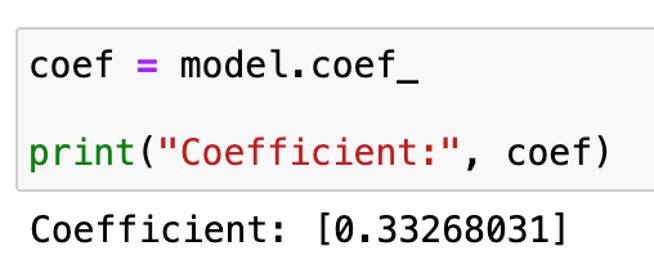 coef = model.coef_
print("Coefficient:", coef)
Coefficient: [0.33268031]